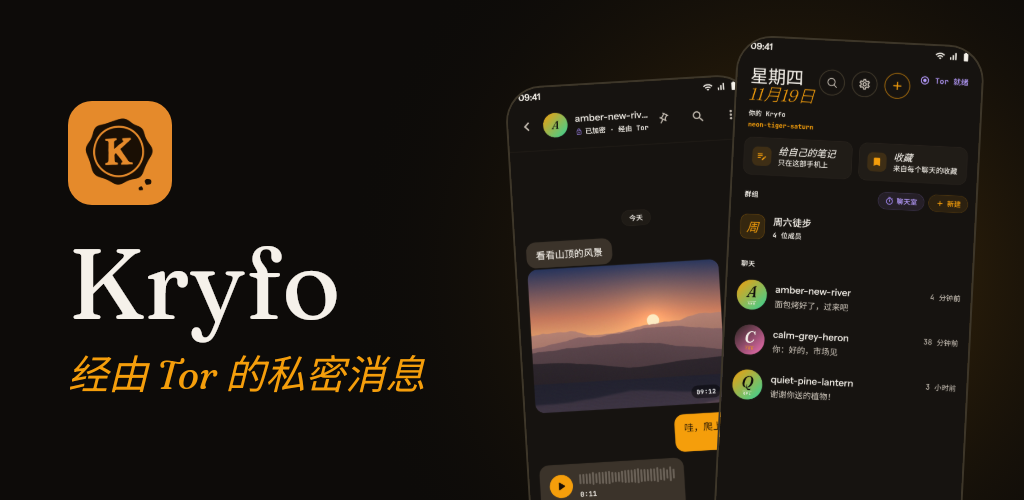 K
Kryfo
经由 Tor 的私密消息
09:41
A
amber-new-riv...
已加密 · 经由 Tor
今天
看看山顶的风景
09:12
哇，爬上
0:11
09:41
星期四
11月19日
Tor 就绪
你的 Kryfo
neon-tiger-saturn
给自己的笔记
只在这部手机上
收藏
来自每个聊天的收藏
群组
聊天室
+ 新建
周
周六徒步
4 位成员
聊天
A
amber-new-river
面包烤好了，过来吧
4 分钟前
C
calm-grey-heron
你：好的，市场见
38 分钟前
Q
quiet-pine-lantern
谢谢你送的植物！
3 小时前